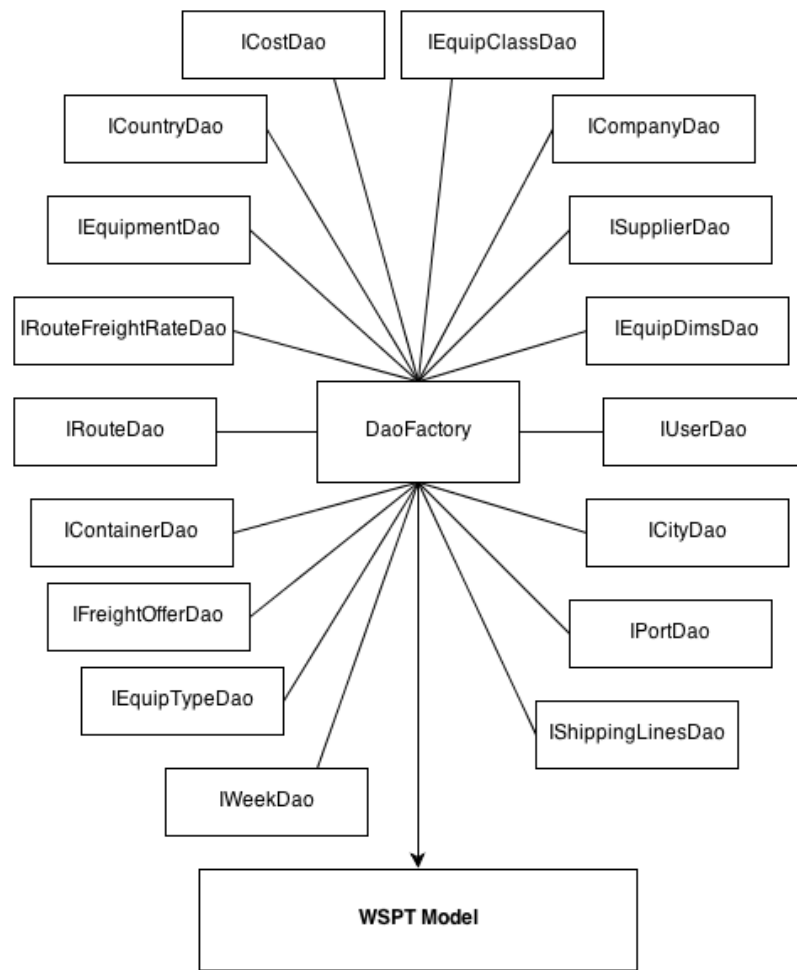 ICostDao
IEquipClassDao
ICountryDao
ICompanyDao
IEquipmentDao
ISupplierDao
IRouteFreightRateDao
IEquipDimsDao
IRouteDao
DaoFactory
IUserDao
IContainerDao
ICityDao
IFreightOfferDao
IPortDao
IEquipTypeDao
IShippingLinesDao
IWeekDao
WSPT Model